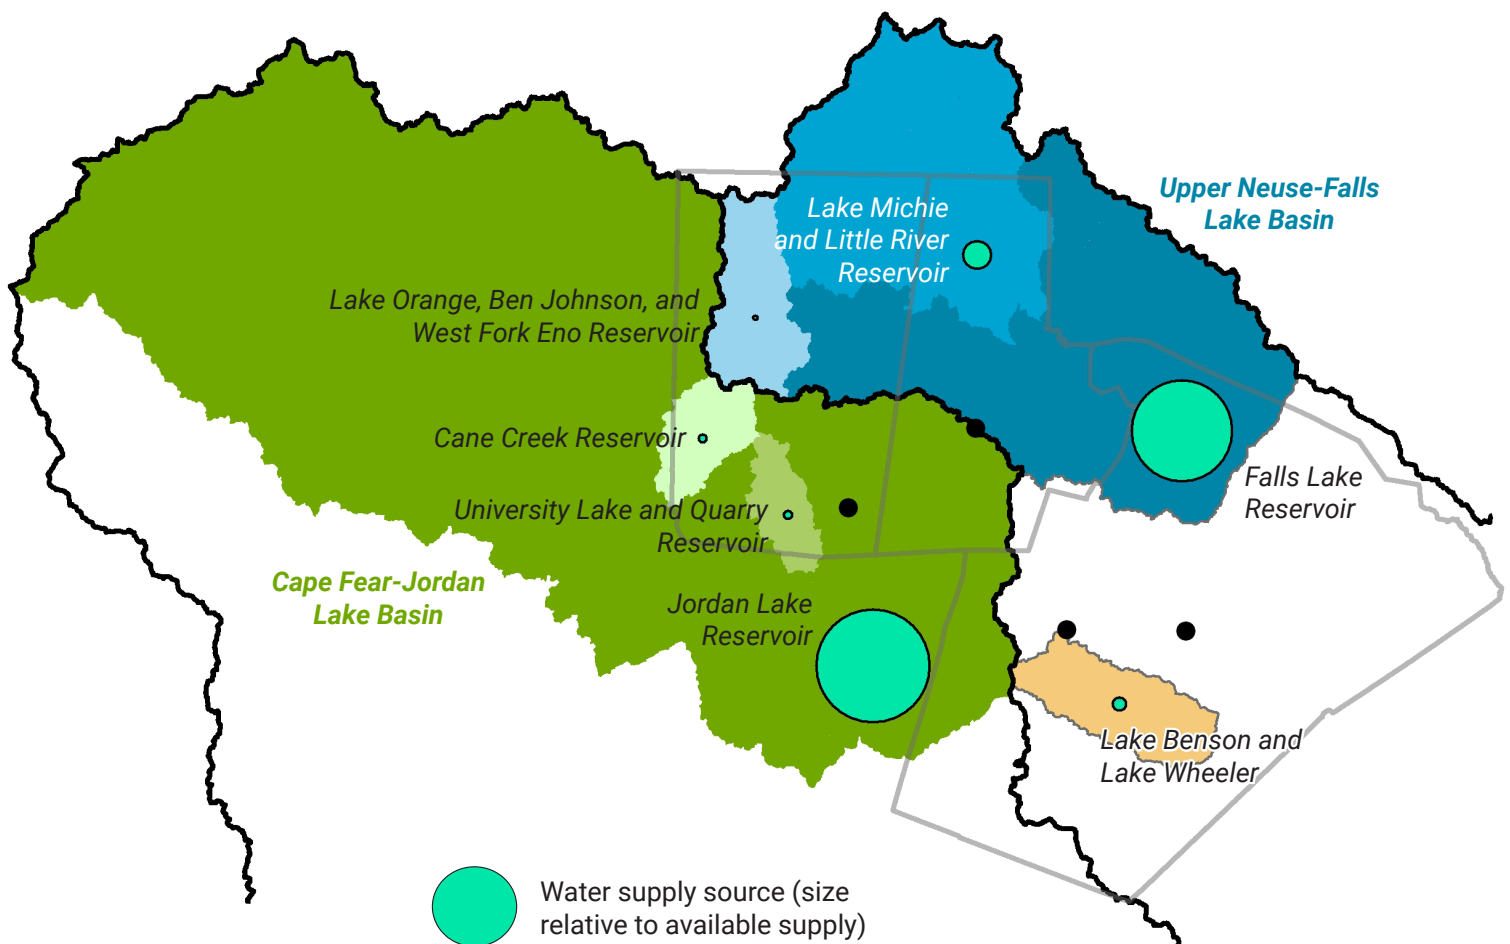 Upper Neuse-Falls
Lake Basin
Lake Michie
and Little River
Reservoir
Lake Orange, Ben Johnson, and
West Fork Eno Reservoir
Cane Creek Reservoir
Falls Lake
Reservoir
University Lake and Quarry
Reservoir
Cape Fear-Jordan
Lake Basin
Jordan Lake
Reservoir
Lake Benson and
Lake Wheeler
Water supply source (size
relative to available supply)